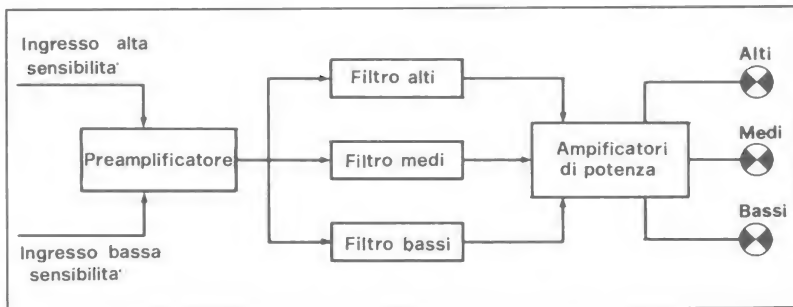 Ingresso alta
sensibilita'
Preamplificatore
Ingresso bassa
sensibilita'
Filtro alti
Filtro medi
Filtro bassi
Ampificatori
di potenza
Alti
Medi
Bassi